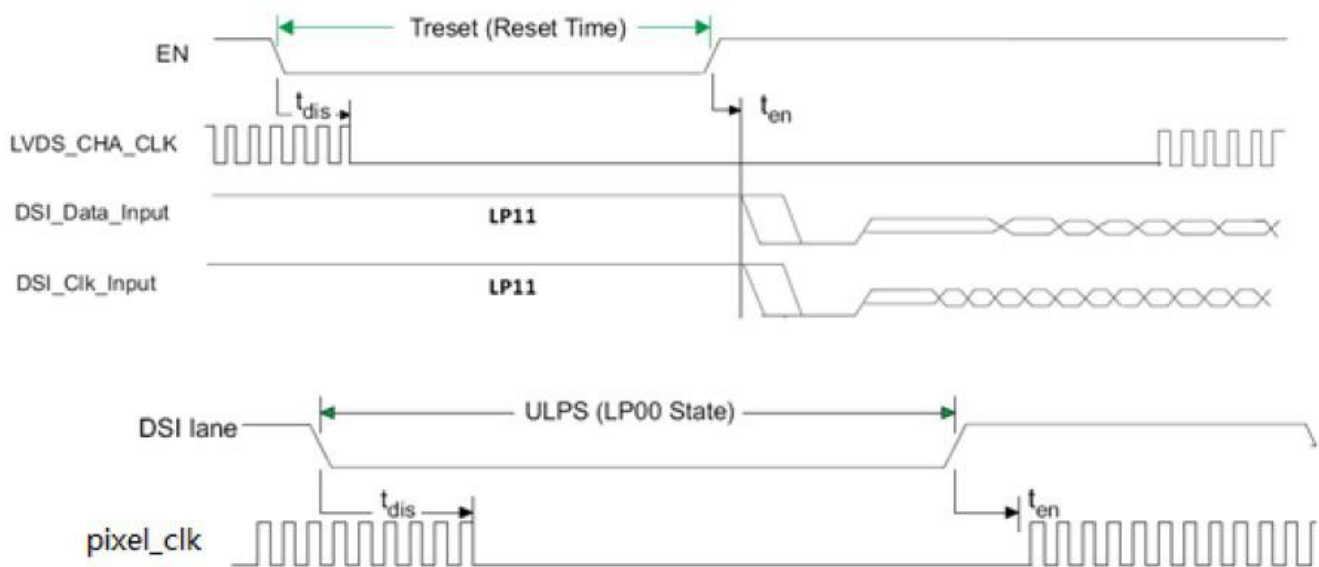 Treset (Reset Time)
EN
tdis
ten
LVDS_CHA_CLK
DSI_Data_Input
LP11
DSI_Clk_Input
LP11
ULPS (LP00 State)
DSI lane
tdis
ten
pixel_clk